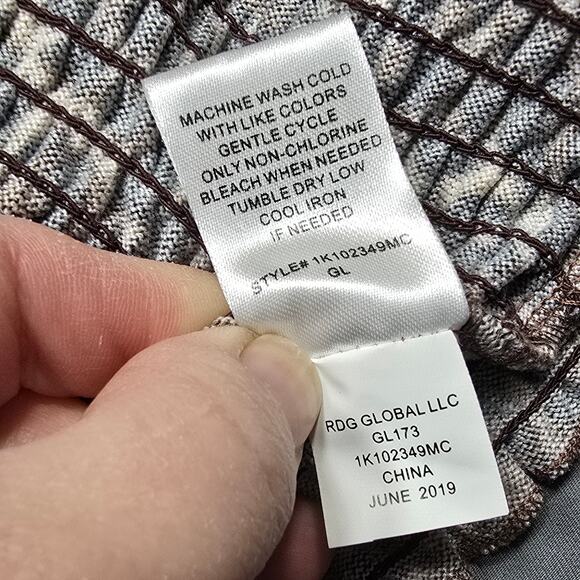 MACHINE WASH COLD
WITH LIKE COLORS
GENTLE CYCLE
ONLY NON-CHLORINE
BLEACH WHEN NEEDED
TUMBLE DRY LOW
COOL IRON
IF NEEDED
STYLE# 1K102349MC
GL
RDG GLOBAL LLC
GL173
1K102349MC
CHINA
JUNE 2019